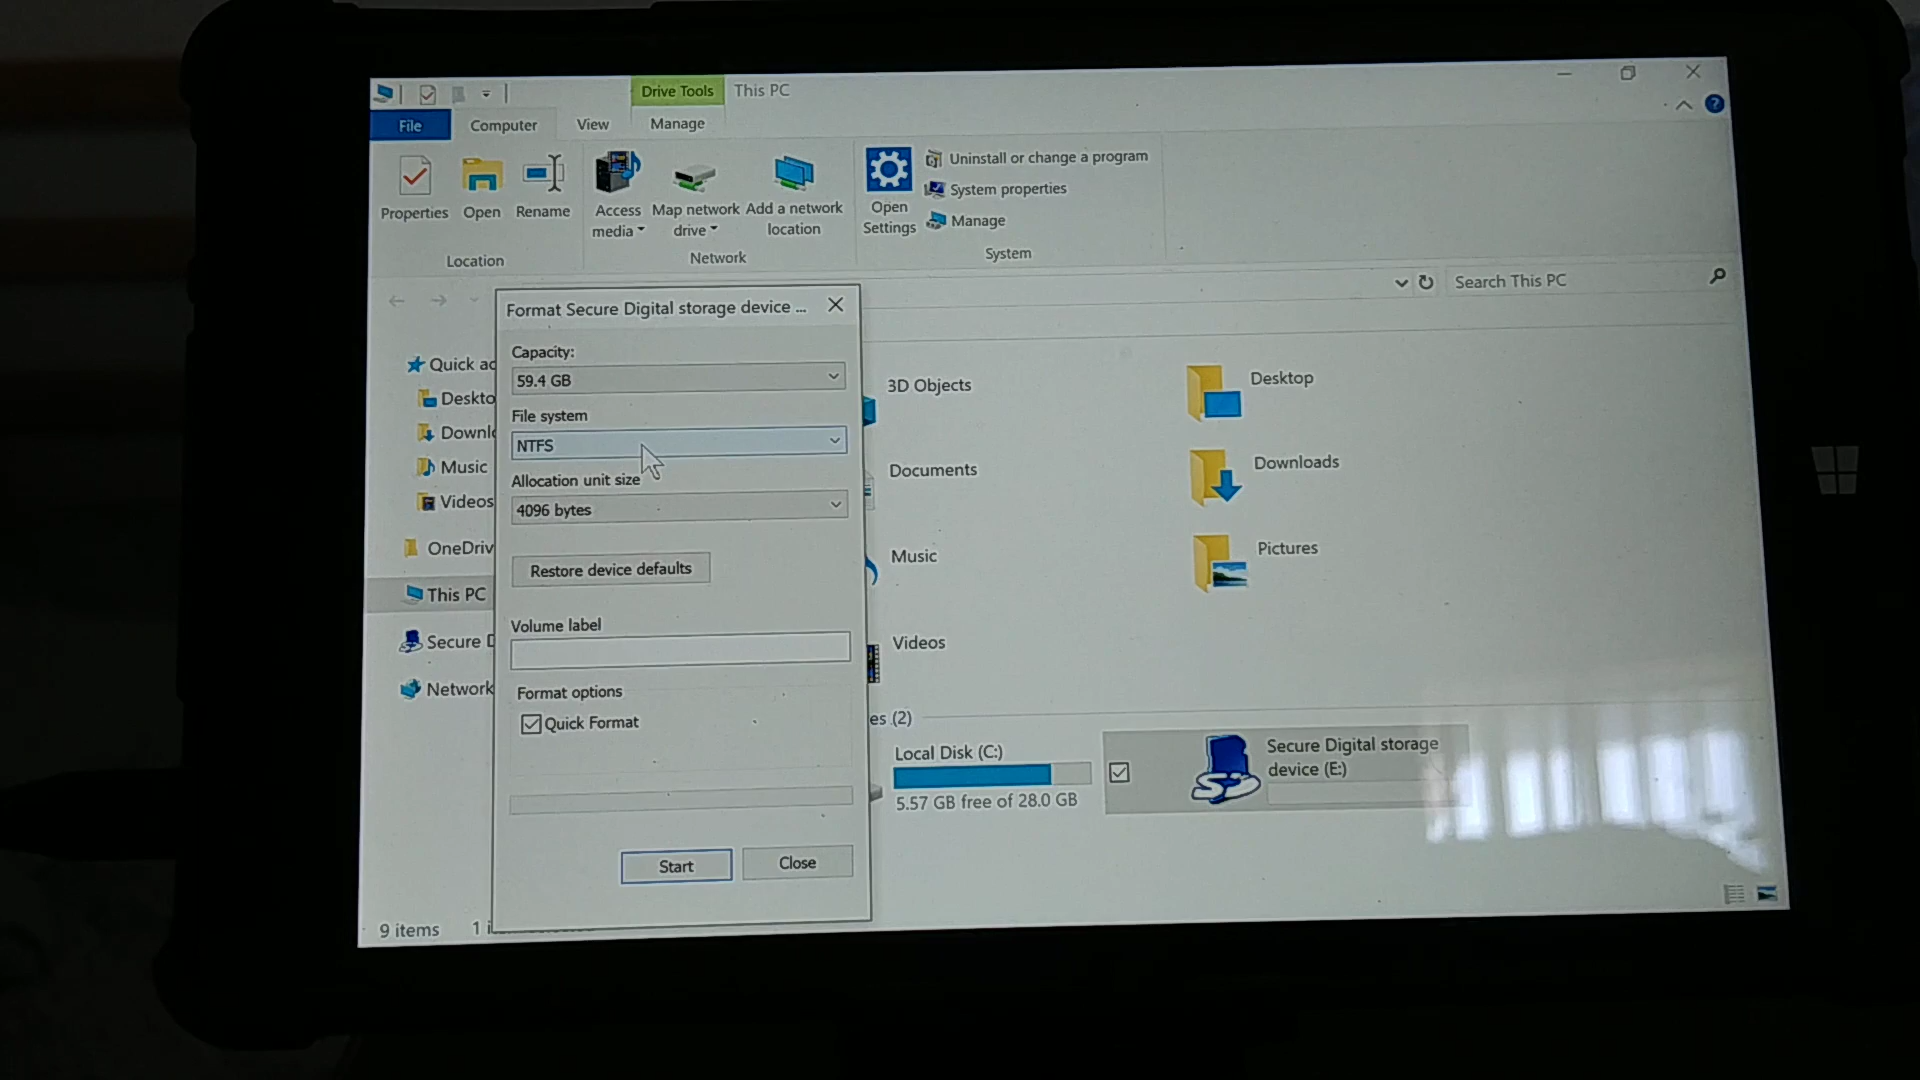 Drive Tools
This PC
File
Computer
View
Manage
Properties
Open
Rename
Access media
Map network drive
Add a network location
Open Settings
Uninstall or change a program
System properties
Manage
Location
Network
System
Search This PC
Format Secure Digital storage device ...
Capacity:
59.4 GB
File system
NTFS
Allocation unit size
4096 bytes
Restore device defaults
Volume label
Format options
Quick Format
Start
Close
Quick ac
Deskto
Downl
Music
Videos
OneDriv
This PC
Secure D
Network
3D Objects
Desktop
Documents
Downloads
Music
Pictures
Videos
es (2)
Local Disk (C:)
5.57 GB free of 28.0 GB
Secure Digital storage
device (E:)
9 items
1 i